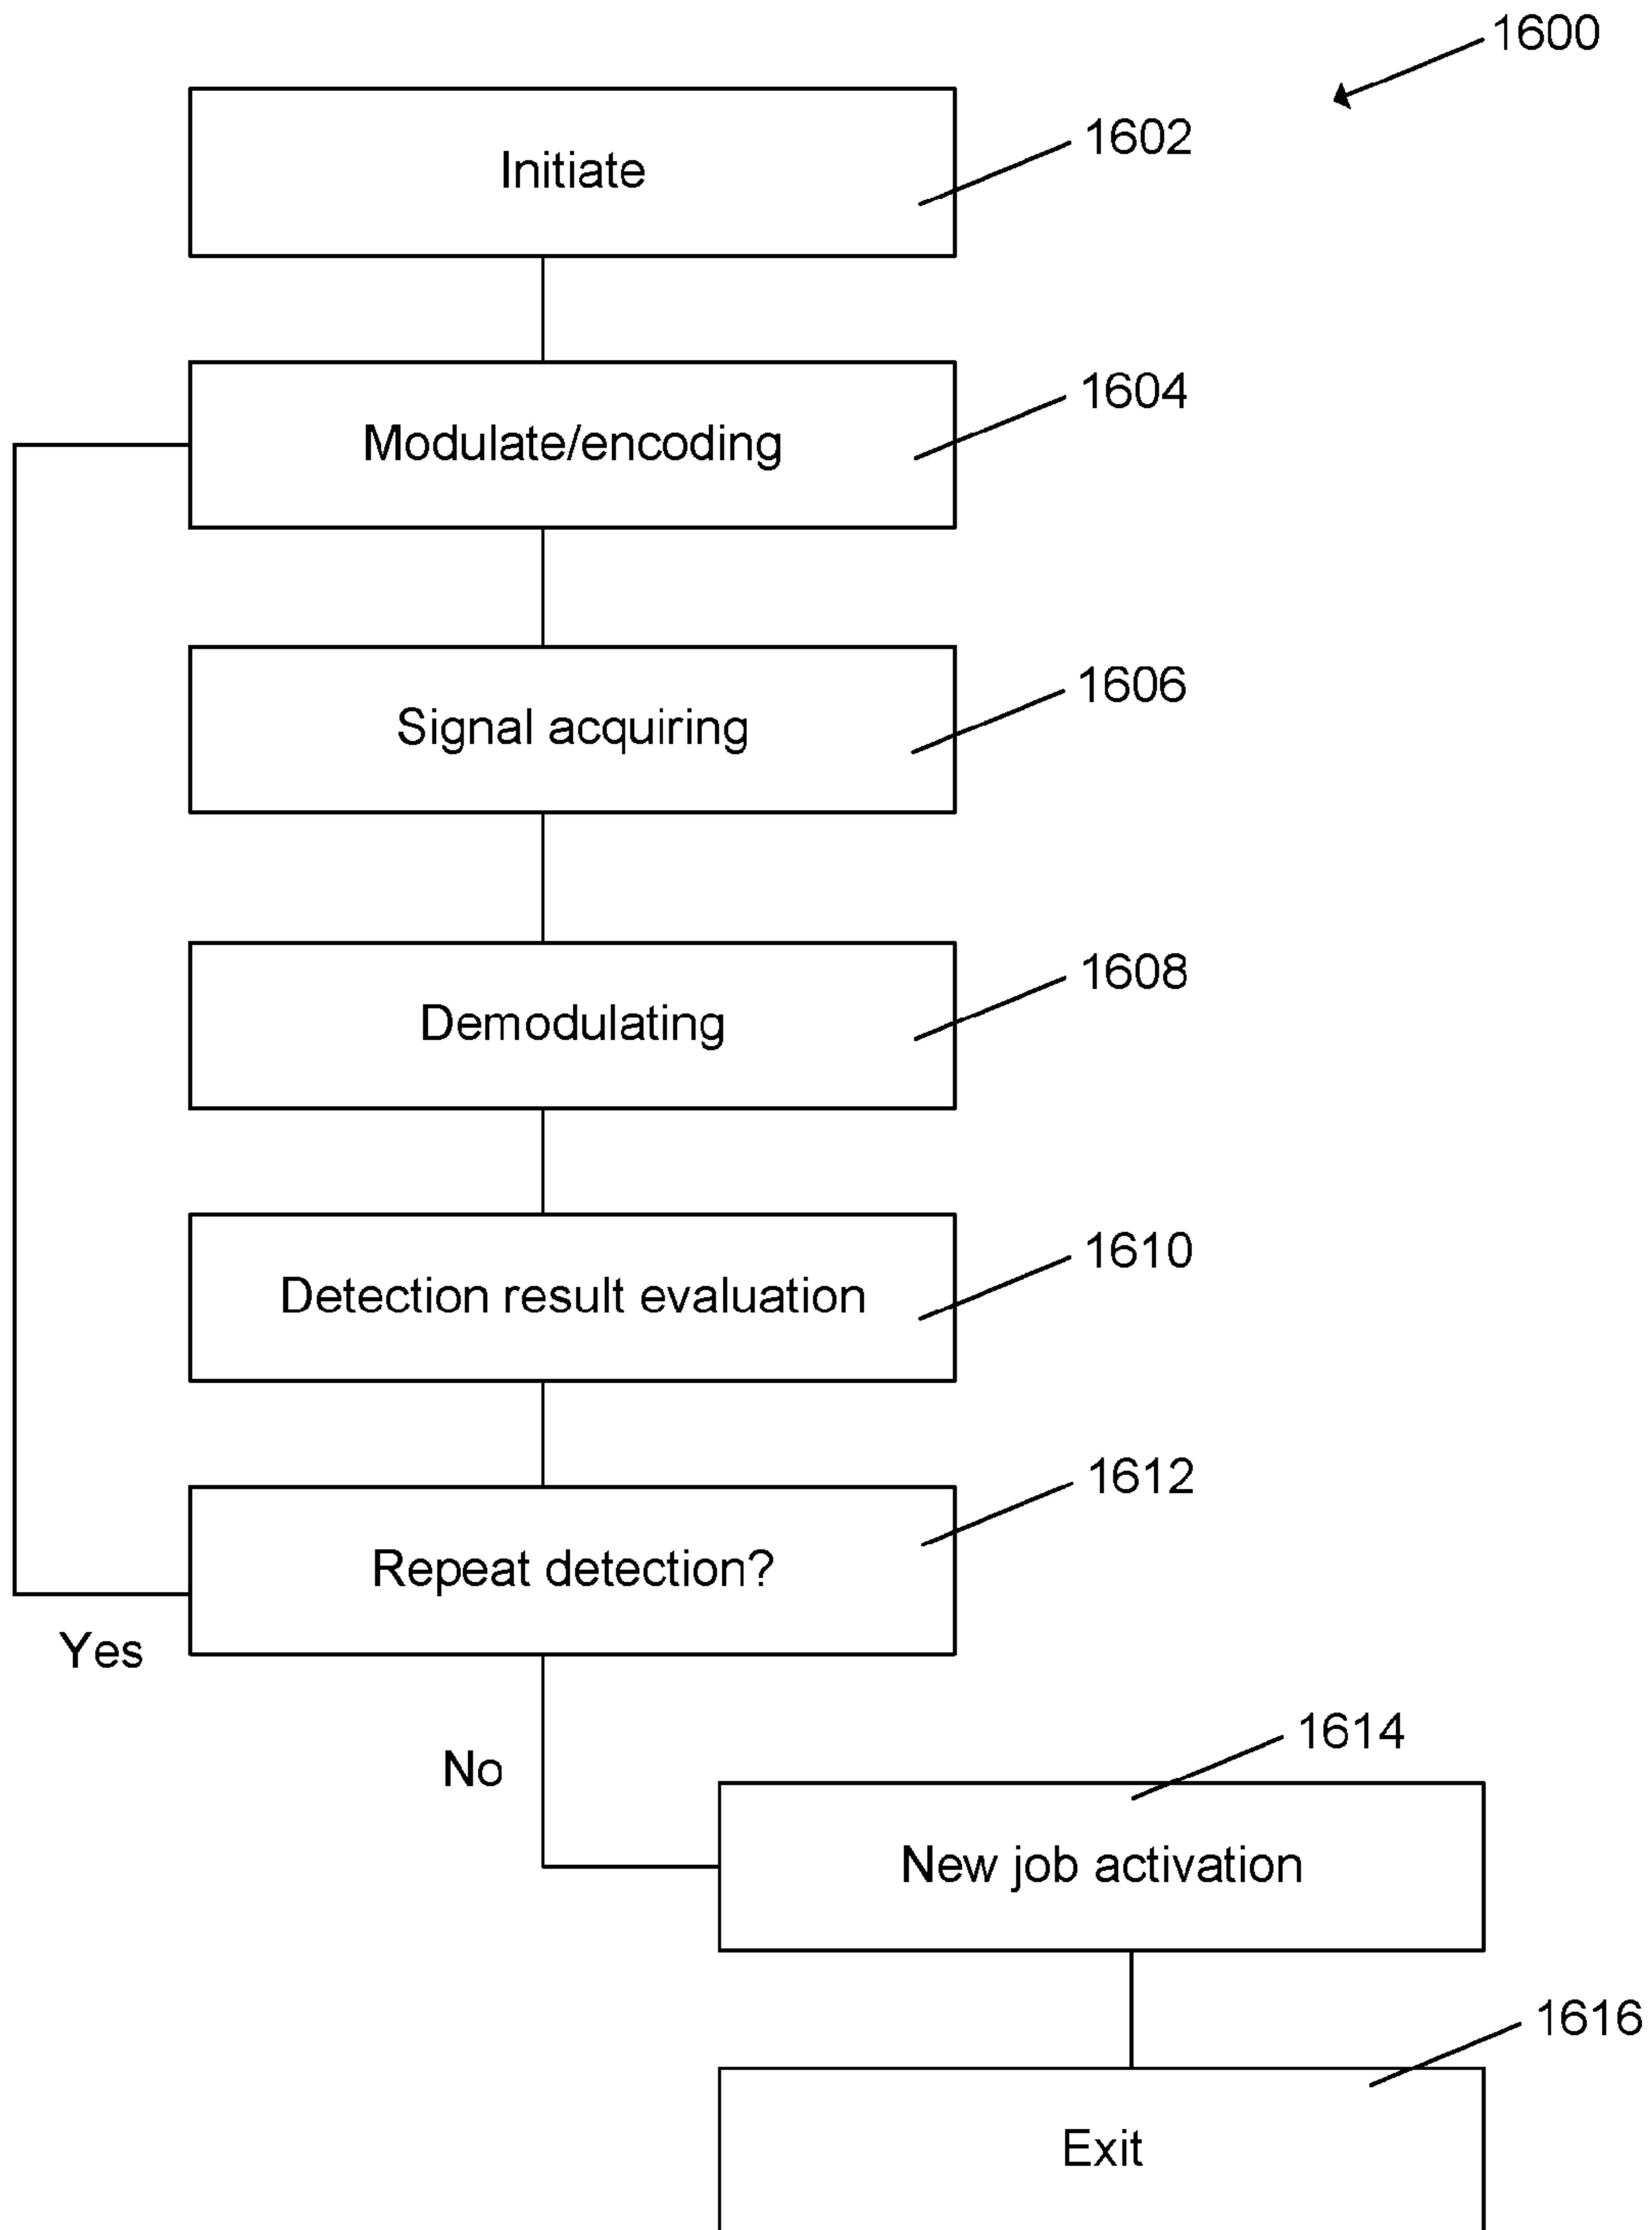 1600
Initiate
1602
Modulate/encoding
1604
Signal acquiring
1606
Demodulating
1608
Detection result evaluation
1610
Repeat detection?
1612
Yes
No
New job activation
1614
Exit
1616